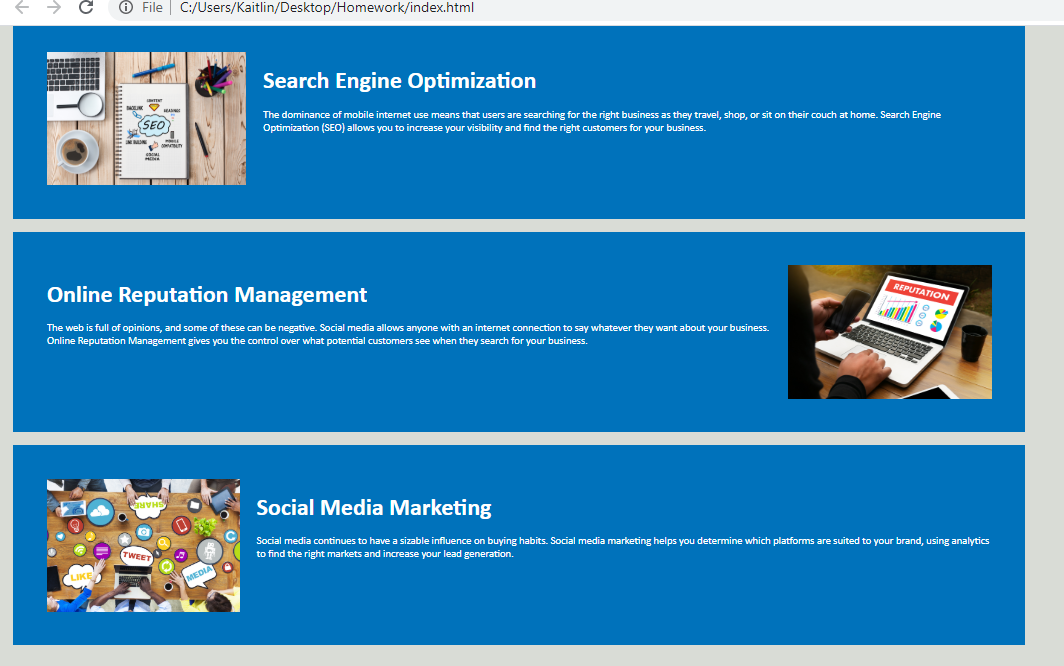 File | C:/Users/Kaitlin/Desktop/Homework/index.html
CONTENT
BACKLINK
HEADINGS
SEO
LINK BUILDING
MOBILE
COMPATIBILITY
SOCIAL
MEDIA
Search Engine Optimization
The dominance of mobile internet use means that users are searching for the right business as they travel, shop, or sit on their couch at home. Search Engine
Optimization (SEO) allows you to increase your visibility and find the right customers for your business.
Online Reputation Management
The web is full of opinions, and some of these can be negative. Social media allows anyone with an internet connection to say whatever they want about your business.
Online Reputation Management gives you the control over what potential customers see when they search for your business.
REPUTATION
SHARE
TWEET
LIKE
MEDIA
Social Media Marketing
Social media continues to have a sizable influence on buying habits. Social media marketing helps you determine which platforms are suited to your brand, using analytics
to find the right markets and increase your lead generation.